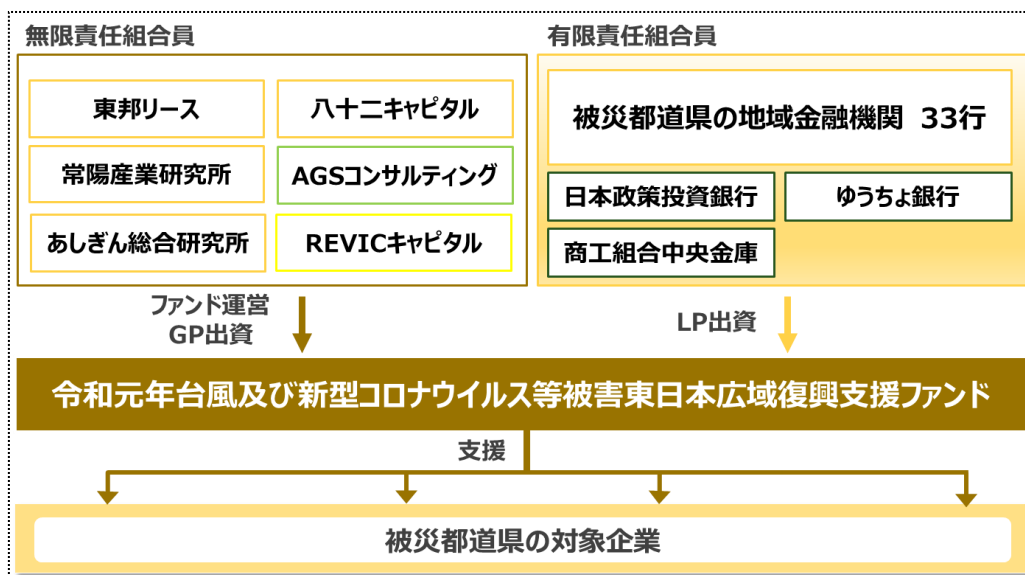 無限責任組合員
東邦リース
八十二キャピタル
常陽産業研究所
AGSコンサルティング
あしぎん総合研究所
REVICキャピタル
有限責任組合員
被災都道県の地域金融機関 33行
日本政策投資銀行
ゆうちょ銀行
商工組合中央金庫
ファンド運営
GP出資
LP出資
令和元年台風及び新型コロナウイルス等被害東日本広域復興支援ファンド
支援
被災都道県の対象企業